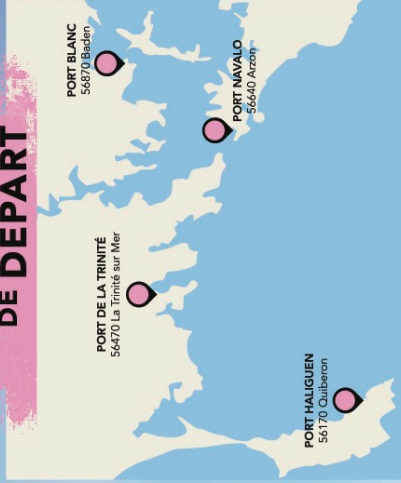 DE DÉPART
PORT BLANC
56870 Baden
PORT NAVALO
56640 Arzon
PORT DE LA TRINITÉ
56470 La Trinité sur Mer
PORT HALIGUEN
56170 Quiberon